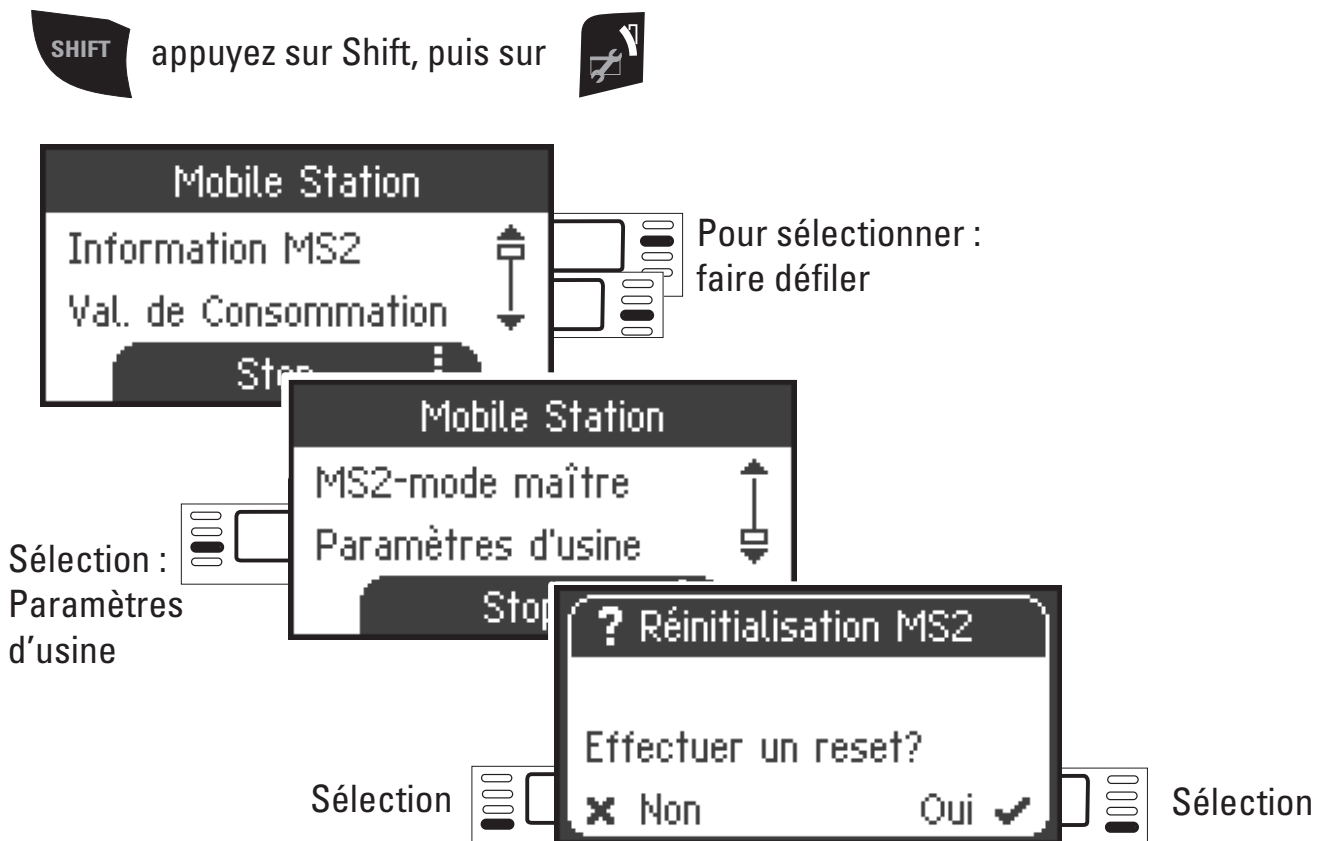 SHIFT appuyez sur Shift, puis sur
Mobile Station
Information MS2
Val. de Consommation
Pour sélectionner :
faire défiler
Mobile Station
MS2-mode maître
Paramètres d'usine
Sélection :
Paramètres
d’usine
? Réinitialisation MS2
Effectuer un reset?
Sélection
✖ Non
Oui ✔
Sélection